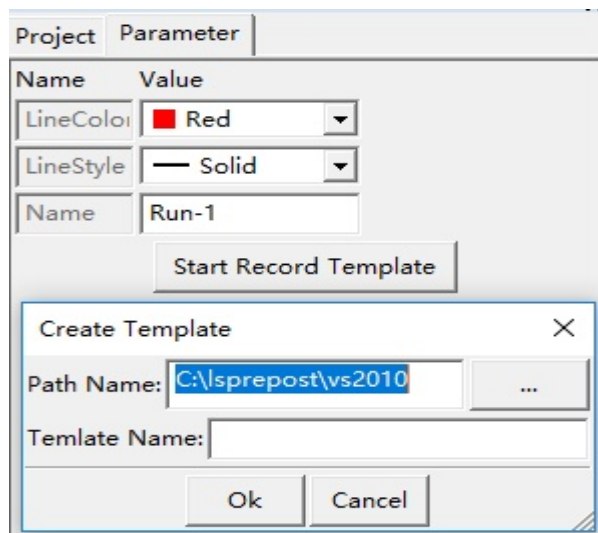 Project Parameter
Name Value
LineColor Red
LineStyle Solid
Name Run-1
Start Record Template
Create Template
Path Name: C:\lsprepost\vs2010 ...
Temlate Name:
Ok Cancel